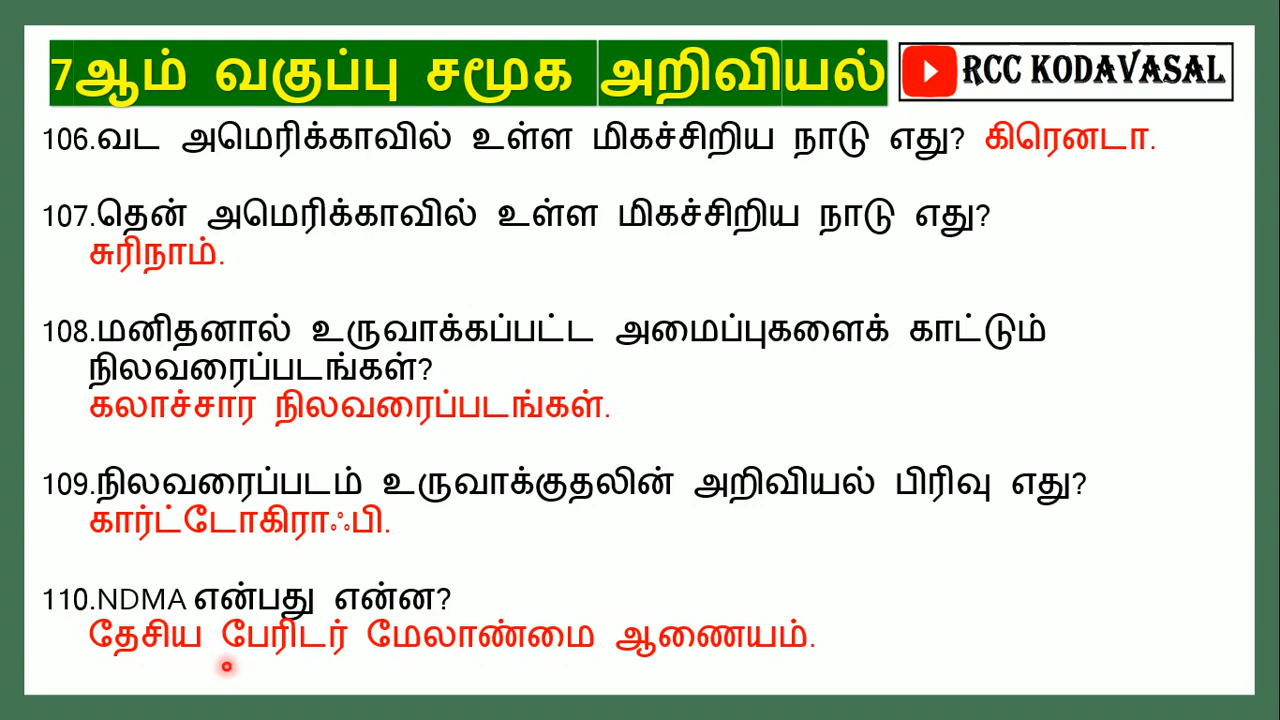 7ஆம் வகுப்பு சமூக அறிவியல் RCC KODAVASAL
106.வட அமெரிக்காவில் உள்ள மிகச்சிறிய நாடு எது? கிரெனடா.
107.தென் அமெரிக்காவில் உள்ள மிகச்சிறிய நாடு எது?
சுரிநாம்.
108.மனிதனால் உருவாக்கப்பட்ட அமைப்புகளைக் காட்டும்
நிலவரைப்படங்கள்?
கலாச்சார நிலவரைப்படங்கள்.
109.நிலவரைப்படம் உருவாக்குதலின் அறிவியல் பிரிவு எது?
கார்ட்டோகிராஃபி.
110.NDMA என்பது என்ன?
தேசிய பேரிடர் மேலாண்மை ஆணையம்.